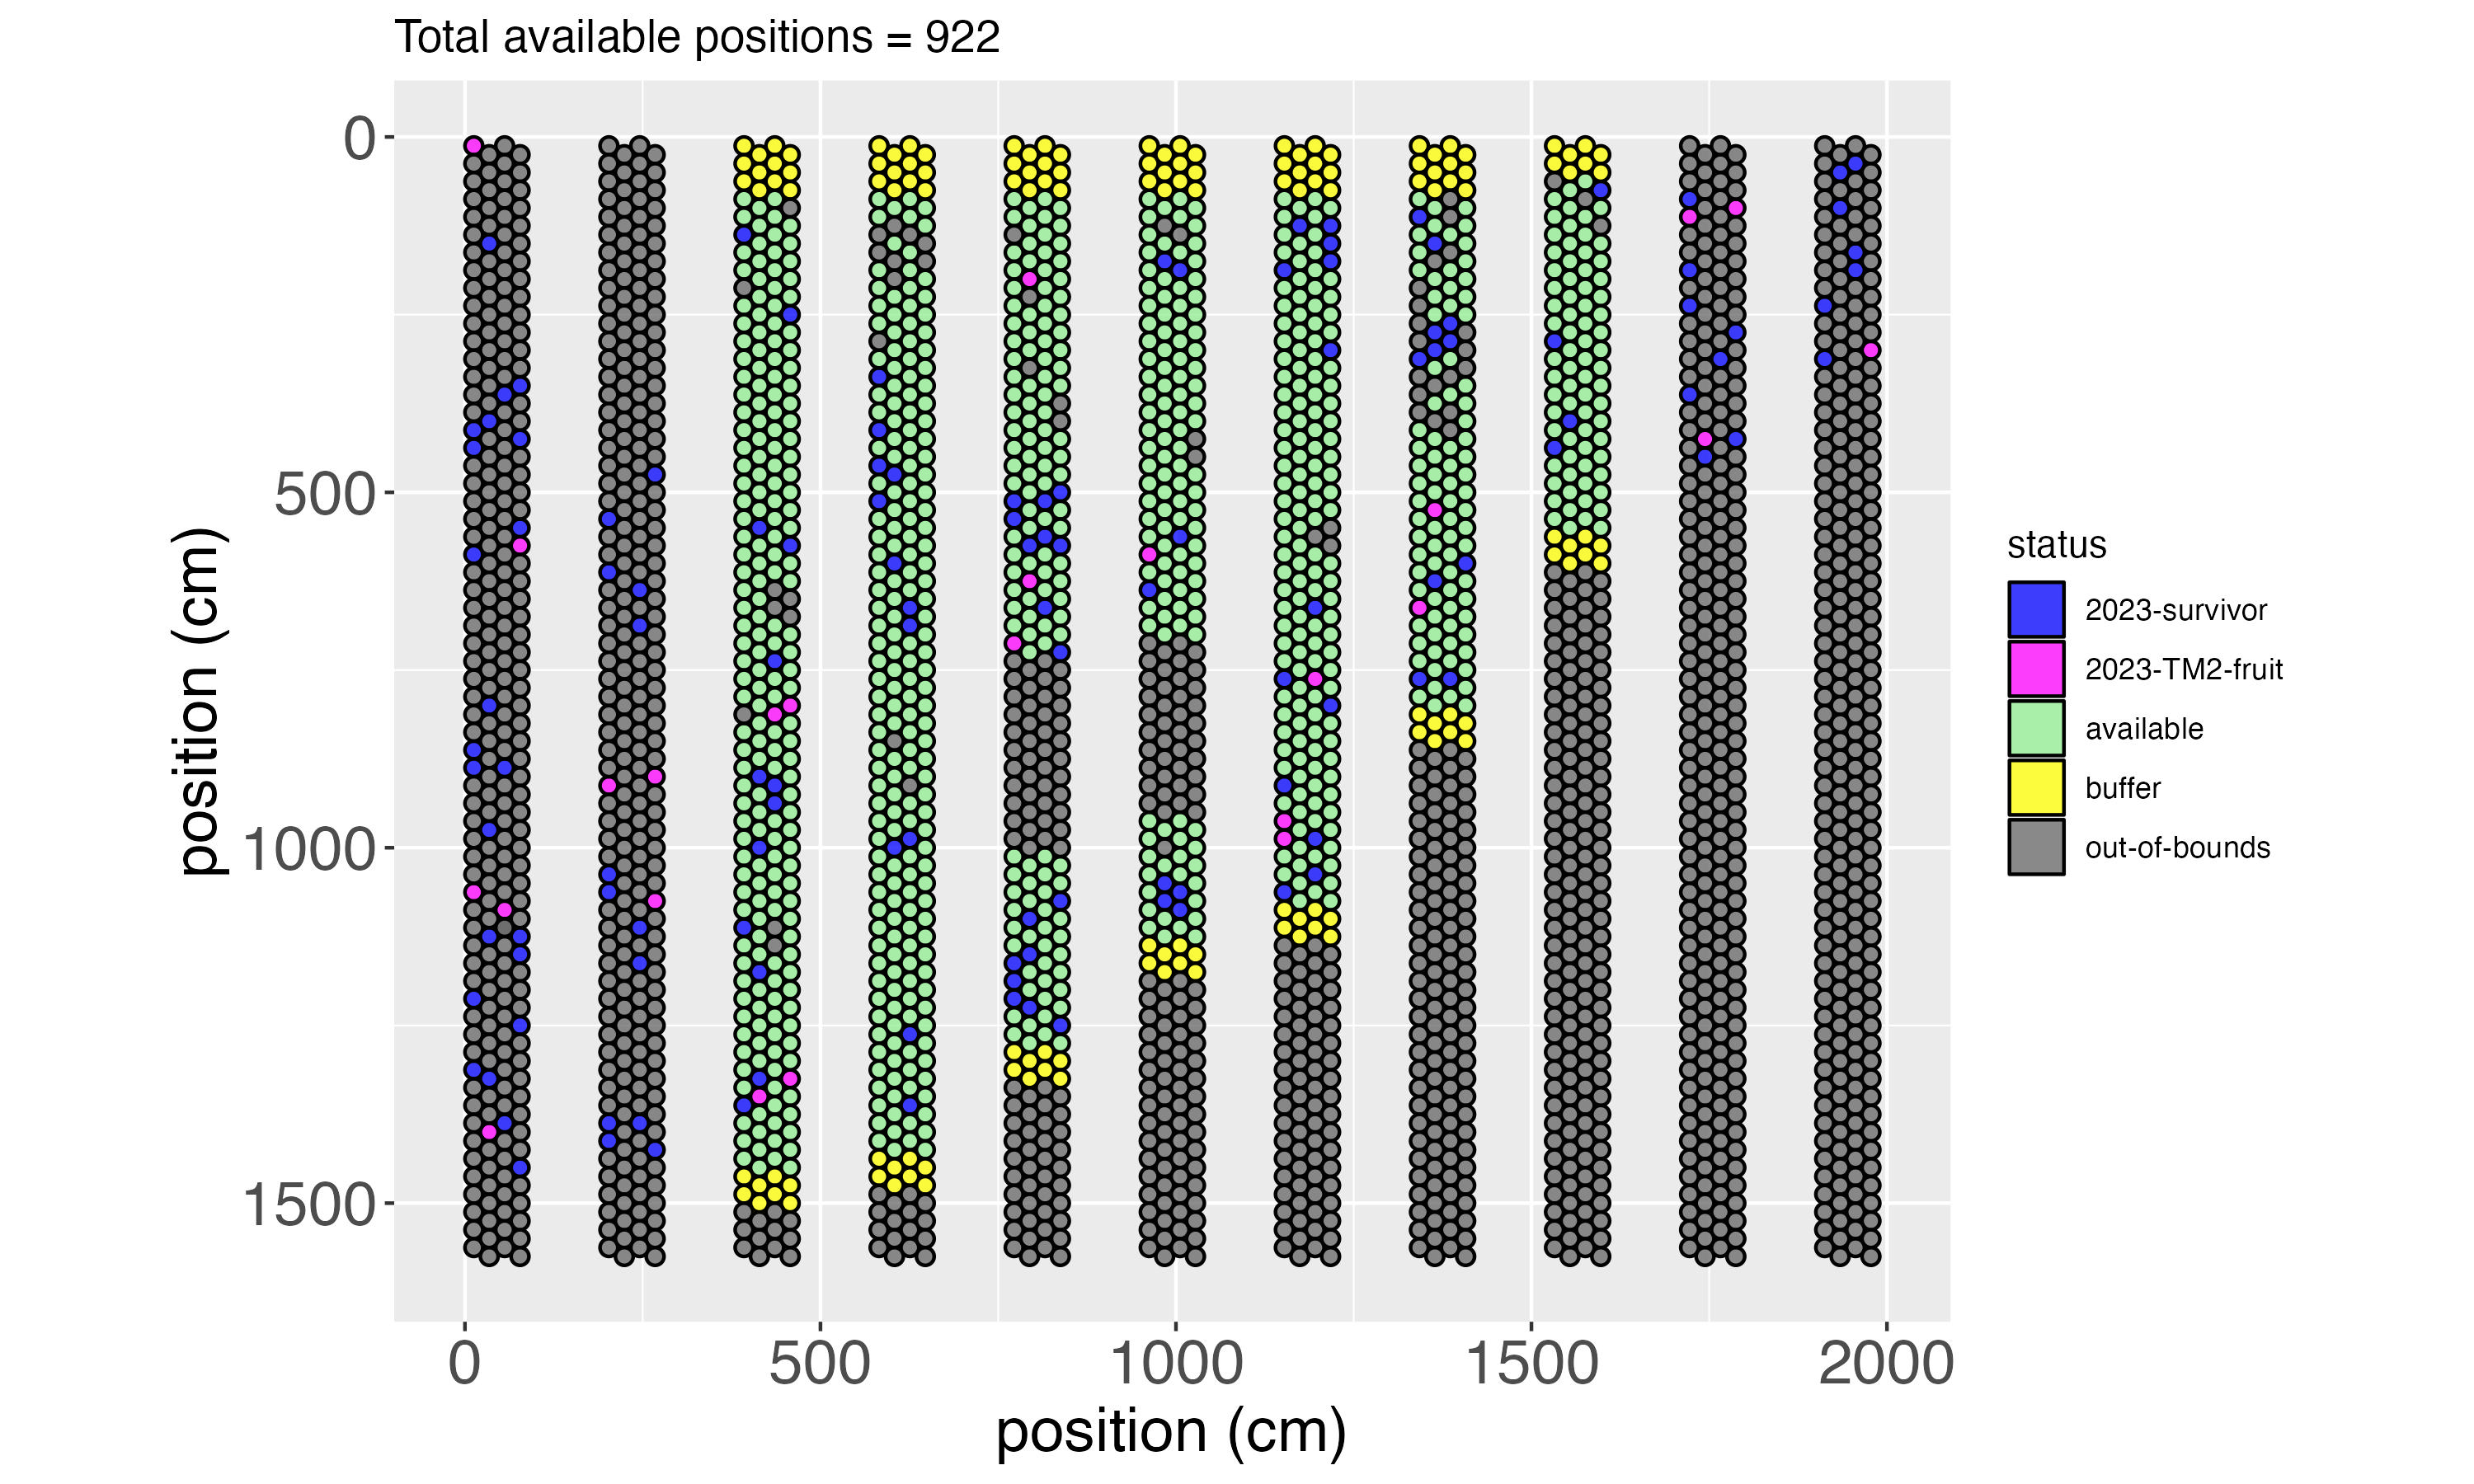 Total available positions = 922
0
500
1000
1500
position (cm)
0
500
1000
1500
2000
position (cm)
status
2023-survivor
2023-TM2-fruit
available
buffer
out-of-bounds